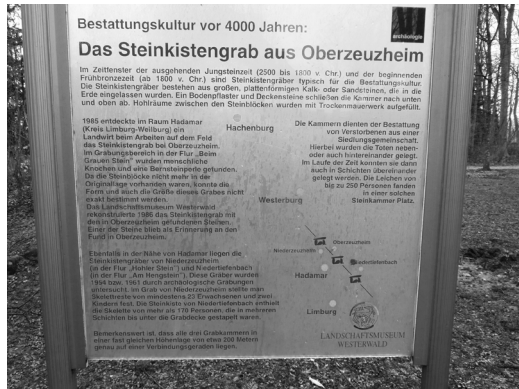 archäologie
Bestattungskultur vor 4000 Jahren:
Das Steinkistengrab aus Oberzeuzheim
Im Zeitfenster der ausgehenden Jungsteinzeit (2500 bis 1800 v. Chr.) und der beginnenden
Frühbronzezeit (ab 1800 v. Chr.) sind Steinkistengräber typisch für die Bestattungskultur.
Die Steinkistengräber bestehen aus großen, plattenförmigen Kalk- oder Sandsteinen, die in die
Erde eingelassen wurden. Ein Bodenpflaster und Deckensteine schließen die Kammer nach unten
und oben ab. Hohlräume zwischen den Steinblöcken wurden mit Trockenmauerwerk aufgefüllt.
1985 entdeckte im Raum Hadamar
(Kreis Limburg-Weilburg) ein
Landwirt beim Arbeiten auf dem Feld
das Steinkistengrab bei Oberzeuzheim.
Im Grabungsbereich in der Flur „Beim
Grauen Stein" wurden menschliche
Knochen und eine Bernsteinperle gefunden.
Da die Steinblöcke nicht mehr in der
Originallage vorhanden waren, konnte die
Form und auch die Größe dieses Grabes nicht
exakt bestimmt werden.
Das Landschaftsmuseum Westerwald
rekonstruierte 1986 das Steinkistengrab mit
den in Oberzeuzheim gefundenen Steinen.
Einer der Steine blieb als Erinnerung an den
Fund in Oberzeuzheim.
Ebenfalls in der Nähe von Hadamar liegen die
Steinkistengräber von Niederzeuzheim
(in der Flur „Hohler Stein") und Niedertiefenbach
(in der Flur „Am Hengstein"). Diese Gräber wurden
1994 bzw. 1961 durch archäologische Grabungen
untersucht. Im Grab von Niederzeuzheim stellte man
Skelettreste von mindestens 23 Erwachsenen und zwei
Kindern fest. Die Steinkiste von Niedertiefenbach enthielt
die Skelette von mehr als 178 Personen, die in mehreren
Schichten bis unter die Grabdecke gestapelt waren.
Bemerkenswert ist, dass alle drei Grabkammern in
einer fast gleichen Höhenlage von etwa 200 Metern
genau auf einer Verbindungsgeraden liegen.
Die Kammern dienten der Bestattung
von Verstorbenen aus einer
Siedlungsgemeinschaft.
Hierbei wurden die Toten neben-
oder auch hintereinander gelegt.
Im Laufe der Zeit konnten sie dann
auch in Schichten übereinander
gelegt werden. Die Leichen von
bis zu 250 Personen fanden
in einer solchen
Steinkammer Platz.
Hachenburg
Westerburg
Oberzeuzheim
Niederzeuzheim
Niedertiefenbach
Hadamar
Limburg
LANDSCHAFTSMUSEUM
WESTERWALD